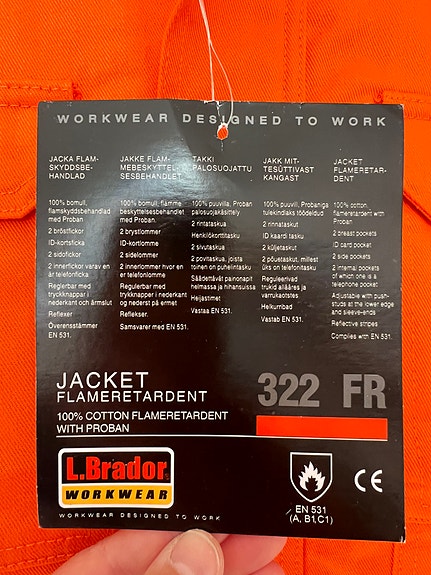 WORKWEAR DESIGNED TO WORK
JACKA FLAM-
SKYDDSBE-
HANDLAD
100% bomull,
flamskyddsbehandlad
med Proban
2 bröstfickor
ID-kortsficka
2 sidofickor
2 innerfickor varav en
är telefonficka
Reglerbar med
tryckknappar i
nederkant och ärmslut
Reflexer
Överensstämmer
EN 531.
JAKKE FLAM-
MEBESKYTTEL-
SESBEHANDLET
100% bomull, flamme
beskyttelsesbehandlet
med Proban
2 brystlommer
ID-kortlommer
2 sidelommer
2 innerlommer hvor en
er telefonlomme
Regulerbar med
trykknapper i nederkant
og nederst på ermet
Reflekser.
Samsvarer med EN 531.
TAKKI
PALOSUOJATTU
100% puuvilla, Proban
palosuojakäsittely
2 rintataskua
Henkilökorttitasku
2 sivutaskua
2 povitaskua, joista
toinen on puhelintasku
Säädettävät painonapit
helmassa ja hihansuissa
Heijastimet
Vastaa EN 531.
JAKK MIT-
TESÜTTIVAST
KANGAST
100% puuvill, Probaniga
tulekindlaks töödeldud
2 rinnataskut
ID kaardi tasku
2 küljetaskut
2 põuetaskut, millest
üks on telefonitasku
Reguleeritavad
trukid allääres ja
varrukaotstes
Helkurribad
Vastab EN 531.
JACKET
FLAMERETAR-
DENT
100% cotton,
flameretardent with
Proban
2 breast pockets
ID card pocket
2 side pockets
2 internal pockets
of which one is a
telephone pocket
Adjustable with push-
studs at the lower edge
and sleeve-ends
Reflective stripes
Complies with EN 531.
JACKET
FLAMERETARDENT
322 FR
100% COTTON FLAMERETARDENT
WITH PROBAN
L.Brador
WORKWEAR
WORKWEAR DESIGNED TO WORK
EN 531
(A, B1,C1)
CE